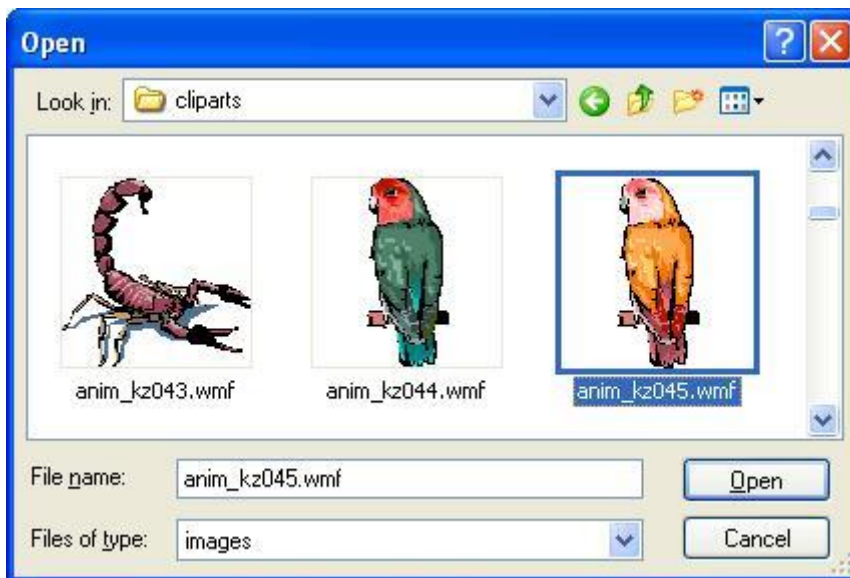 Open
Look in: cliparts
anim_kz043.wmf anim_kz044.wmf anim_kz045.wmf
File name: anim_kz045.wmf Open
Files of type: images Cancel